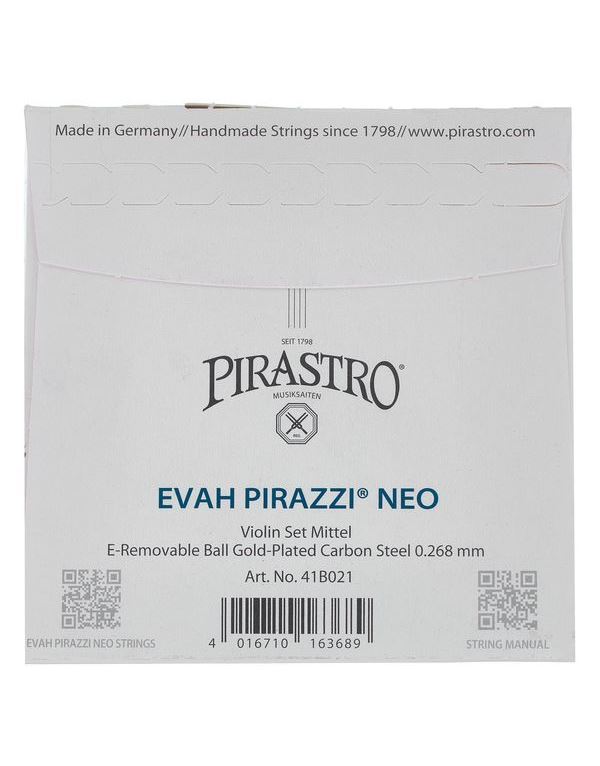 Made in Germany//Handmade Strings since 1798//www.pirastro.com
SEIT 1798
PIRASTRO®
MUSIKSAITEN
REG
EVAH PIRAZZI® NEO
Violin Set Mittel
E-Removable Ball Gold-Plated Carbon Steel 0.268 mm
Art. No. 41B021
EVAH PIRAZZI NEO STRINGS
4 016710 163689
STRING MANUAL